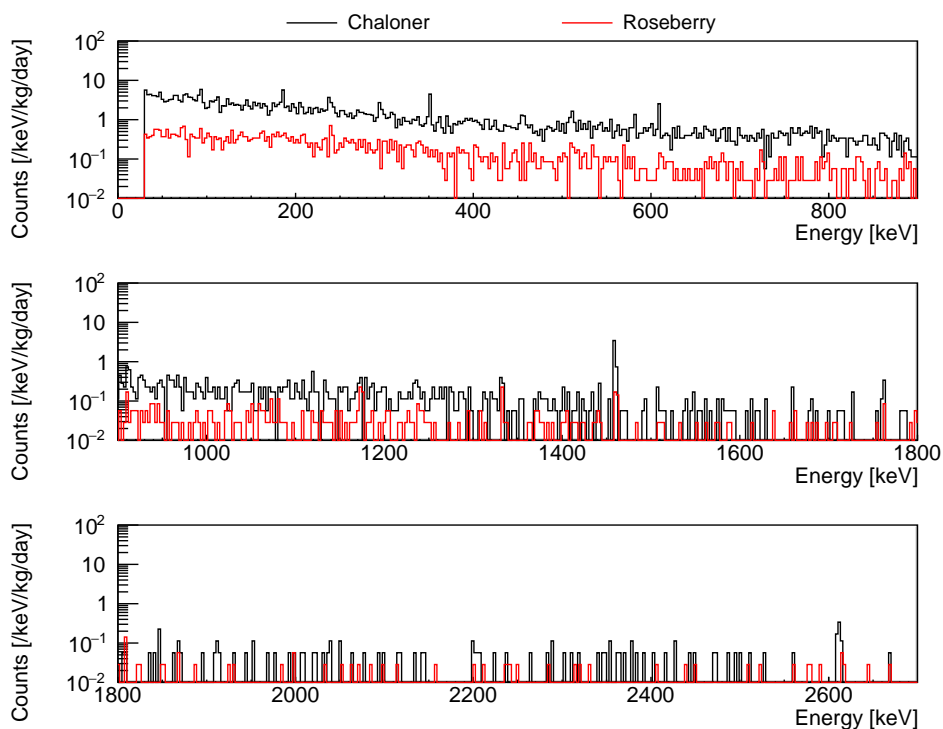 Chaloner Roseberry
Counts [/keV/kg/day]
10²
10
1
10⁻¹
10⁻²
0 200 400 600 800
Energy [keV]
Counts [/keV/kg/day]
10²
10
1
10⁻¹
10⁻²
1000 1200 1400 1600 1800
Energy [keV]
Counts [/keV/kg/day]
10²
10
1
10⁻¹
10⁻²
1800 2000 2200 2400 2600
Energy [keV]